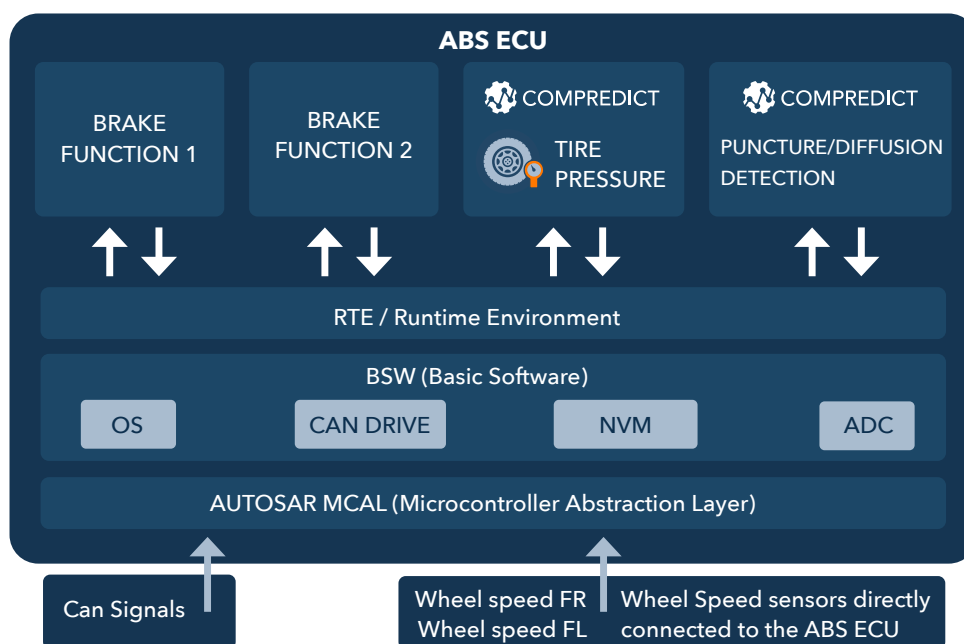 ABS ECU
BRAKE
FUNCTION 1
BRAKE
FUNCTION 2
COMPREDICT
TIRE
PRESSURE
COMPREDICT
PUNCTURE/DIFFUSION
DETECTION
RTE / Runtime Environment
BSW (Basic Software)
OS
CAN DRIVE
NVM
ADC
AUTOSAR MCAL (Microcontroller Abstraction Layer)
Can Signals
Wheel speed FR
Wheel speed FL
Wheel Speed sensors directly
connected to the ABS ECU